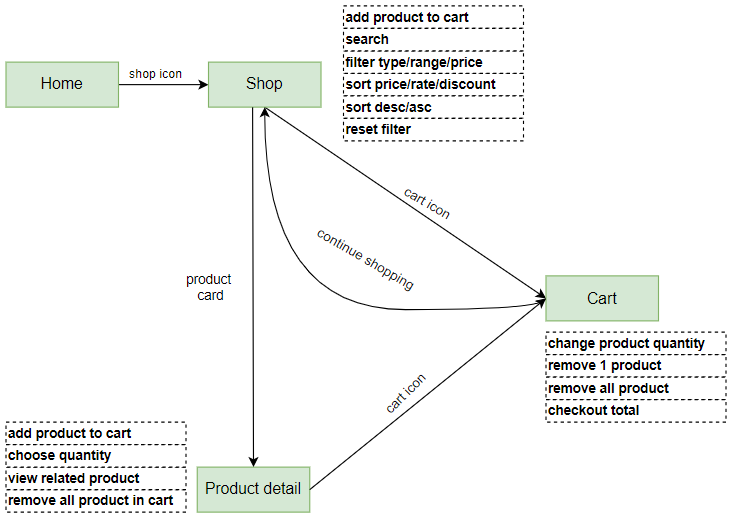 add product to cart
search
filter type/range/price
sort price/rate/discount
sort desc/asc
reset filter
Home
shop icon
Shop
cart icon
continue shopping
product
card
Cart
change product quantity
remove 1 product
remove all product
checkout total
cart icon
add product to cart
choose quantity
view related product
remove all product in cart
Product detail